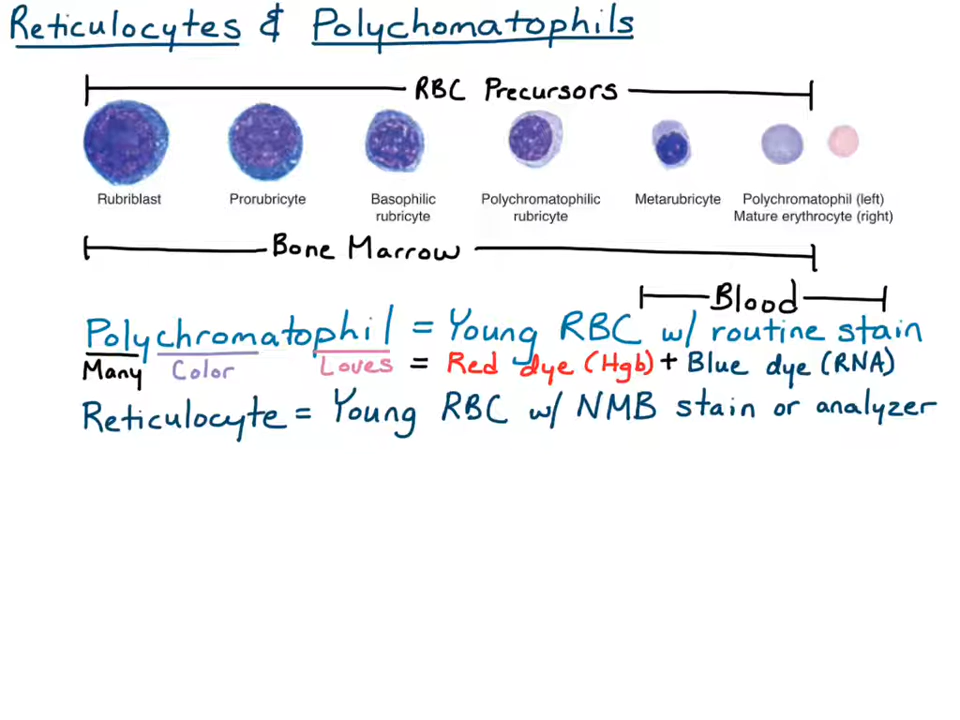 Reticulocytes & Polychomatophils
RBC Precursors
Rubriblast
Prorubricyte
Basophilic
rubricyte
Polychromatophilic
rubricyte
Metarubricyte
Polychromatophil (left)
Mature erythrocyte (right)
Bone Marrow
Blood
Polychromatophil = Young RBC w/ routine stain
Many Color Loves = Red dye (Hgb) + Blue dye (RNA)
Reticulocyte = Young RBC w/ NMB stain or analyzer